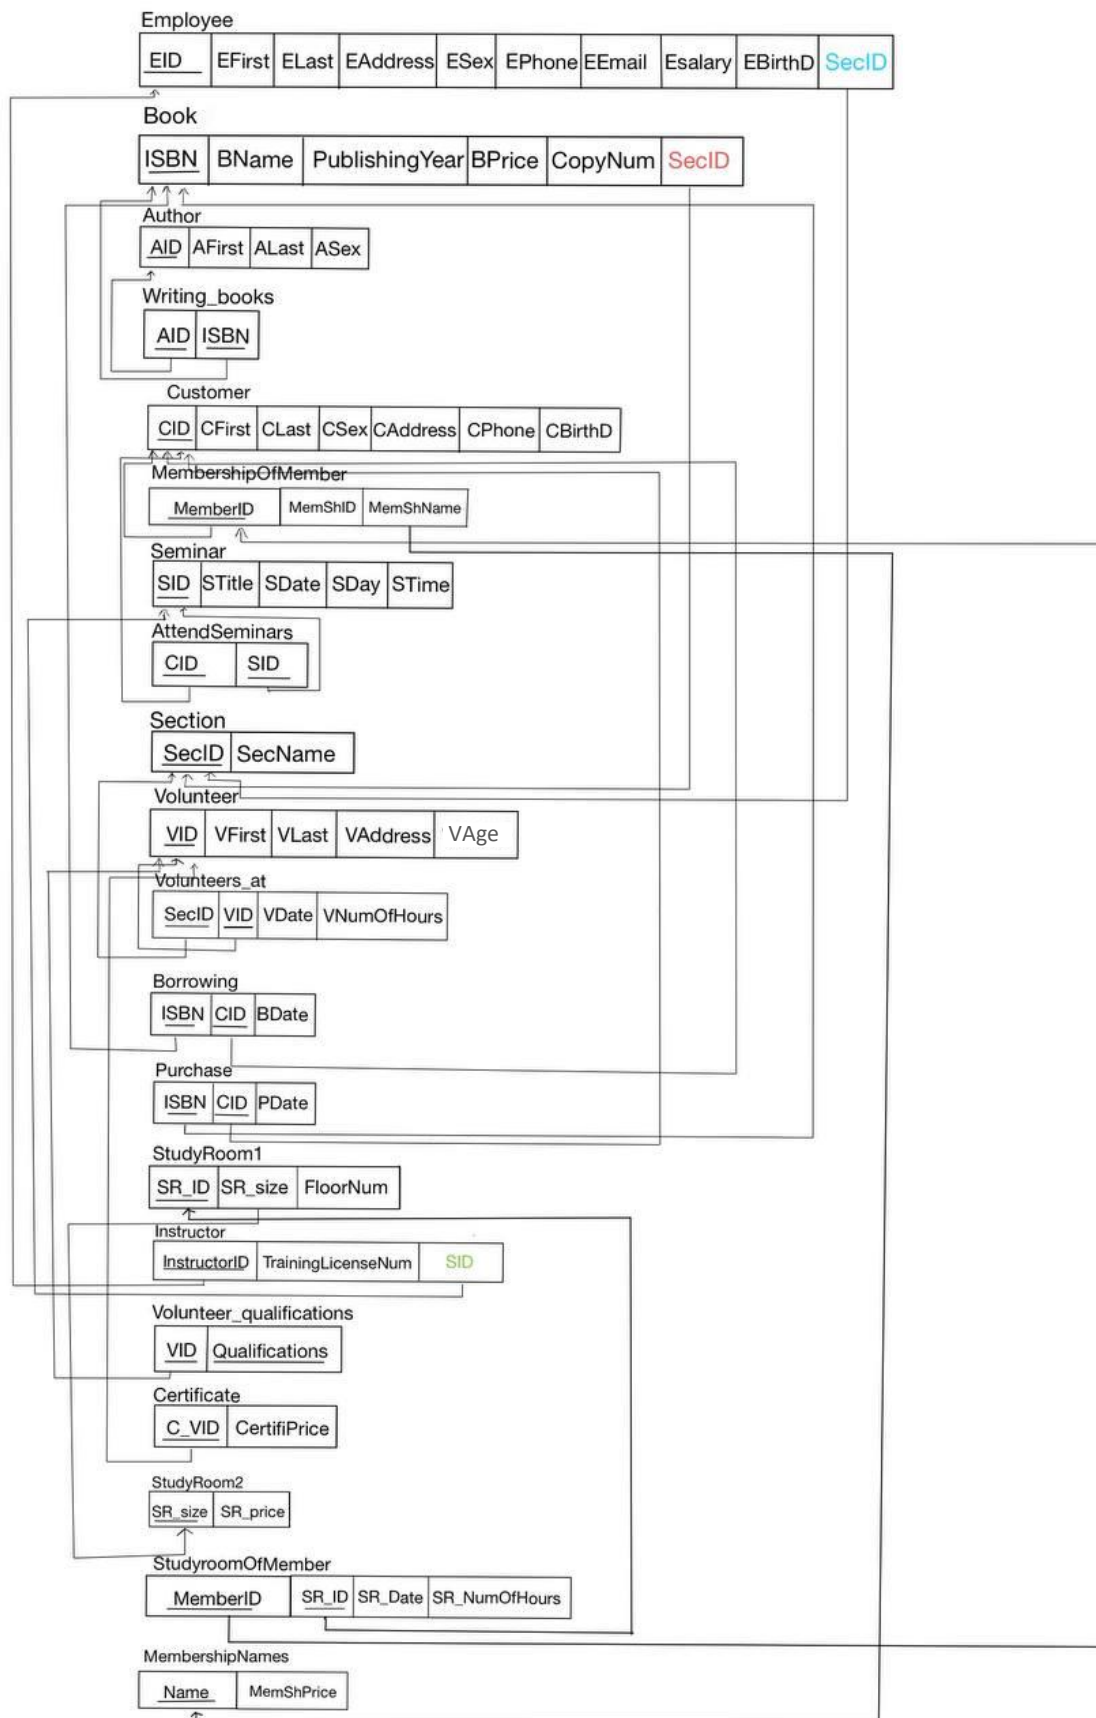 Employee
EID EFirst ELast EAddress ESex EPhone EEmail Esalary EBirthD SecID
Book
ISBN BName PublishingYear BPrice CopyNum SecID
Author
AID AFirst ALast ASex
Writing_books
AID ISBN
Customer
CID CFirst CLast CSex CAddress CPhone CBirthD
MembershipOfMember
MemberID MemShID MemShName
Seminar
SID STitle SDate SDay STime
AttendSeminars
CID SID
Section
SecID SecName
Volunteer
VID VFirst VLast VAddress VAge
Volunteers_at
SecID VID VDate VNumOfHours
Borrowing
ISBN CID BDate
Purchase
ISBN CID PDate
StudyRoom1
SR_ID SR_size FloorNum
Instructor
InstructorID TrainingLicenseNum SID
Volunteer_qualifications
VID Qualifications
Certificate
C_VID CertifiPrice
StudyRoom2
SR_size SR_price
StudyroomOfMember
MemberID SR_ID SR_Date SR_NumOfHours
MembershipNames
Name MemShPrice